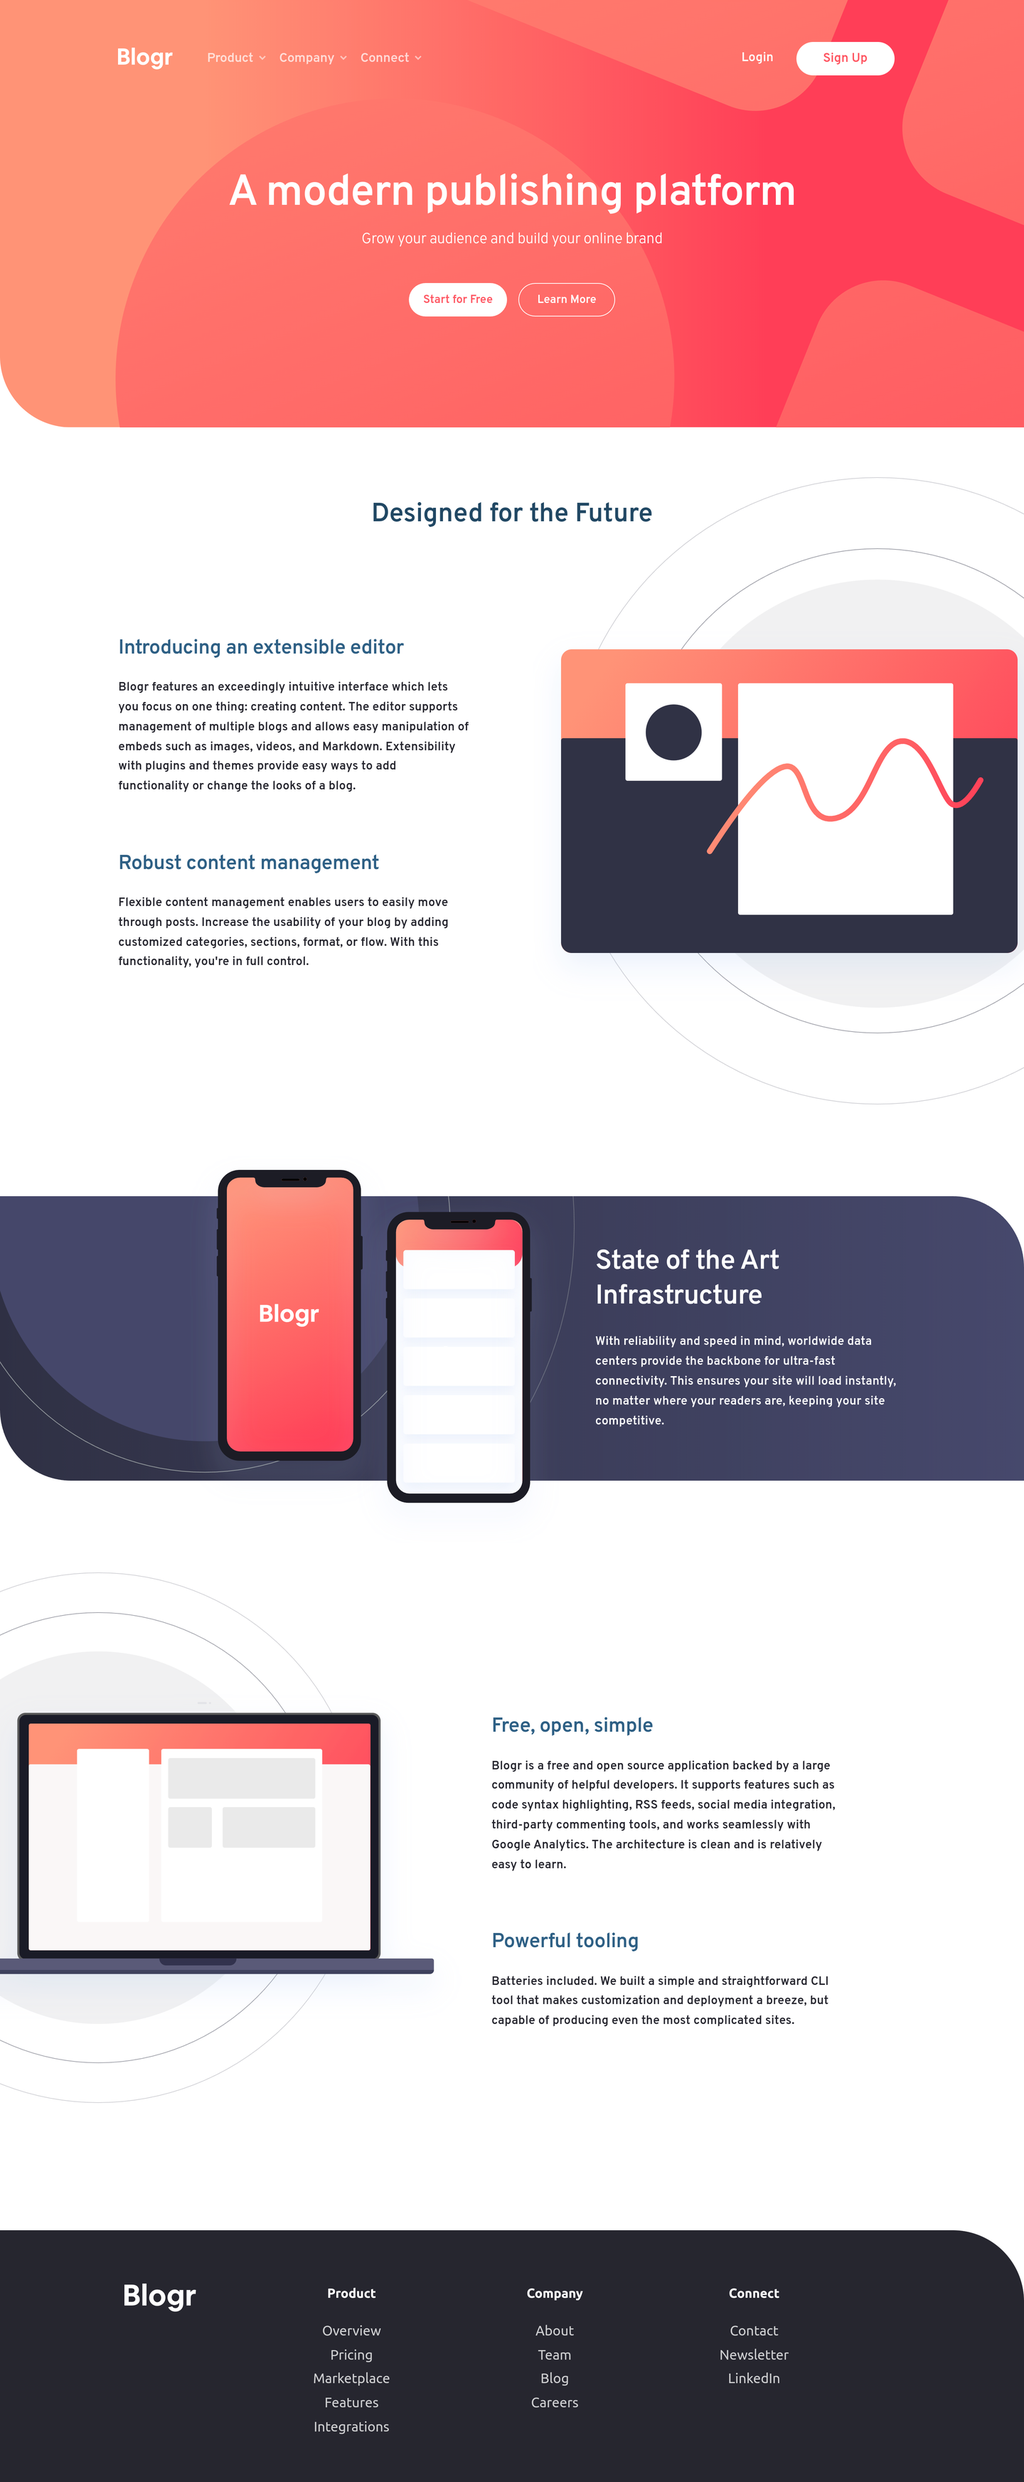 Blogr Product Company Connect Login Sign Up
A modern publishing platform
Grow your audience and build your online brand
Start for Free Learn More
Designed for the Future
Introducing an extensible editor
Blogr features an exceedingly intuitive interface which lets
you focus on one thing: creating content. The editor supports
management of multiple blogs and allows easy manipulation of
embeds such as images, videos, and Markdown. Extensibility
with plugins and themes provide easy ways to add
functionality or change the looks of a blog.
Robust content management
Flexible content management enables users to easily move
through posts. Increase the usability of your blog by adding
customized categories, sections, format, or flow. With this
functionality, you're in full control.
Blogr
State of the Art
Infrastructure
With reliability and speed in mind, worldwide data
centers provide the backbone for ultra-fast
connectivity. This ensures your site will load instantly,
no matter where your readers are, keeping your site
competitive.
Free, open, simple
Blogr is a free and open source application backed by a large
community of helpful developers. It supports features such as
code syntax highlighting, RSS feeds, social media integration,
third-party commenting tools, and works seamlessly with
Google Analytics. The architecture is clean and is relatively
easy to learn.
Powerful tooling
Batteries included. We built a simple and straightforward CLI
tool that makes customization and deployment a breeze, but
capable of producing even the most complicated sites.
Blogr
Product
Overview
Pricing
Marketplace
Features
Integrations
Company
About
Team
Blog
Careers
Connect
Contact
Newsletter
LinkedIn